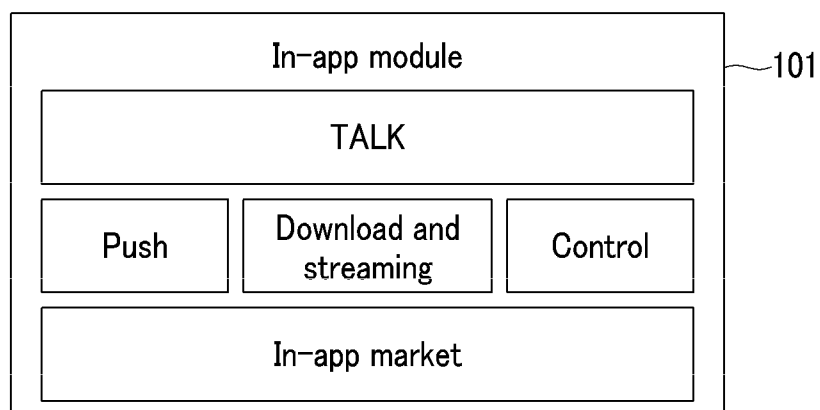 In-app module
101
TALK
Push
Download and
streaming
Control
In-app market